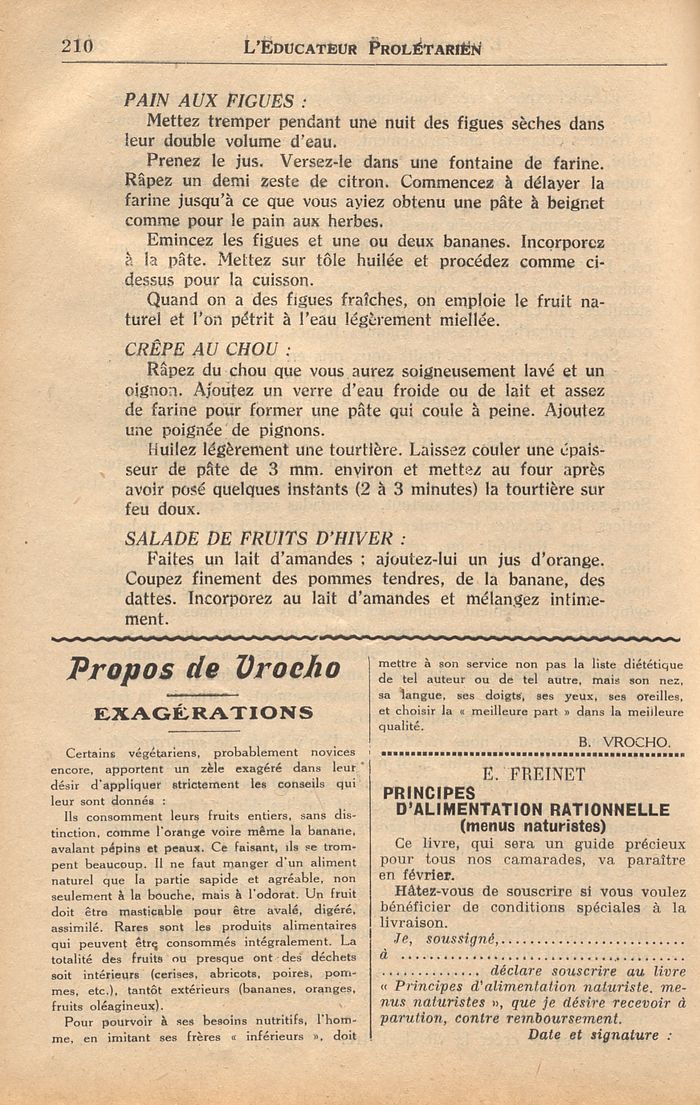 210
L'EDUCATEUR PROLÉTARIEN
PAIN AUX FIGUES :
Mettez tremper pendant une nuit des figues sèches dans
leur double volume d'eau.
Prenez le jus. Versez-le dans une fontaine de farine.
Râpez un demi zeste de citron. Commencez à délayer la
farine jusqu'à ce que vous ayiez obtenu une pâte à beignet
comme pour le pain aux herbes.
Emincez les figues et une ou deux bananes. Incorporez
à la pâte. Mettez sur tôle huilée et procédez comme ci-
dessus pour la cuisson.
Quand on a des figues fraîches, on emploie le fruit na-
turel et l'on pétrit à l'eau légèrement miellée.
CRÊPE AU CHOU :
Râpez du chou que vous aurez soigneusement lavé et un
oignon. Ajoutez un verre d'eau froide ou de lait et assez
de farine pour former une pâte qui coule à peine. Ajoutez
une poignée de pignons.
Huilez légèrement une tourtière. Laissez couler une épais-
seur de pâte de 3 mm. environ et mettez au four après
avoir posé quelques instants (2 à 3 minutes) la tourtière sur
feu doux.
SALADE DE FRUITS D'HIVER :
Faites un lait d'amandes ; ajoutez-lui un jus d'orange.
Coupez finement des pommes tendres, de la banane, des
dattes. Incorporez au lait d'amandes et mélangez intime-
ment.
Propos de Vrocho
EXAGÉRATIONS
Certains végétariens, probablement novices
encore, apportent un zèle exagéré dans leur
désir d'appliquer strictement les conseils qui
leur sont donnés :
Ils consomment leurs fruits entiers, sans dis-
tinction, comme l'orange voire même la banane,
avalant pépins et peaux. Ce faisant, ils se trom-
pent beaucoup. Il ne faut manger d'un aliment
naturel que la partie sapide et agréable, non
seulement à la bouche, mais à l'odorat. Un fruit
doit être masticable pour être avalé, digéré,
assimilé. Rares sont les produits alimentaires
qui peuvent être consommés intégralement. La
totalité des fruits ou presque ont des déchets
soit intérieurs (cerises, abricots, poires, pom-
mes, etc.), tantôt extérieurs (bananes, oranges,
fruits oléagineux).
Pour pourvoir à ses besoins nutritifs, l'hom-
me, en imitant ses frères « inférieurs », doit
mettre à son service non pas la liste diététique
de tel auteur ou de tel autre, mais son nez,
sa langue, ses doigts, ses yeux, ses oreilles,
et choisir la « meilleure part » dans la meilleure
qualité.
B. VROCHO.
E. FREINET
PRINCIPES
D'ALIMENTATION RATIONNELLE
(menus naturistes)
Ce livre, qui sera un guide précieux
pour tous nos camarades, va paraître
en février.
Hâtez-vous de souscrire si vous voulez
bénéficier de conditions spéciales à la
livraison.
Je, soussigné,.........................
à .....................................
............. déclare souscrire au livre
« Principes d'alimentation naturiste, me-
nus naturistes », que je désire recevoir à
parution, contre remboursement.
Date et signature :